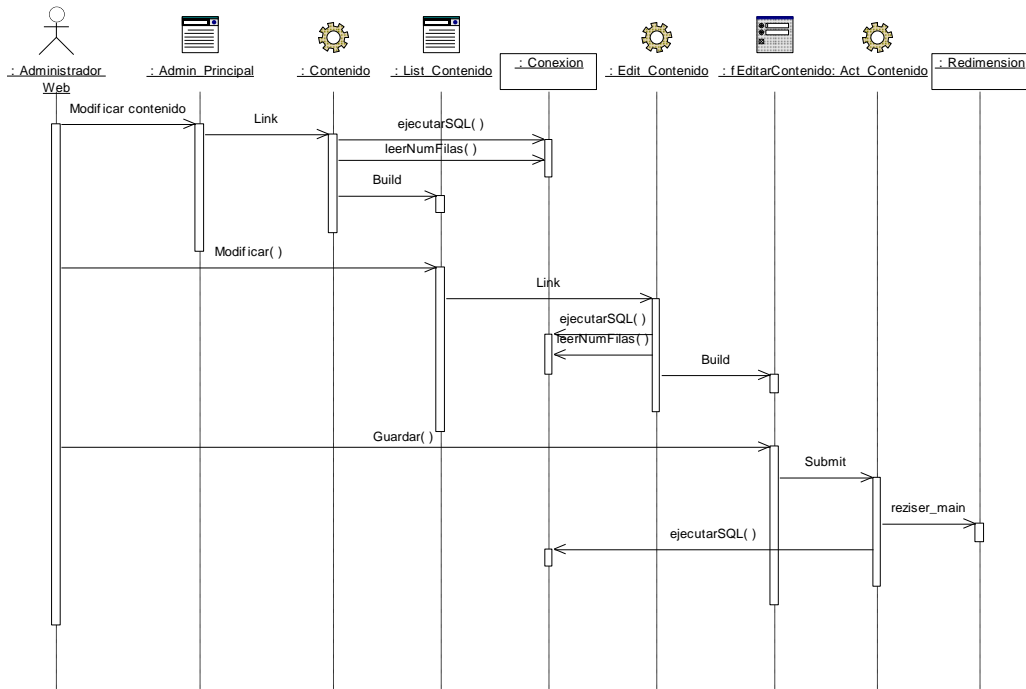 : Administrador
Web
: Admin_Principal
: Contenido
: List_Contenido
: Conexion
: Edit_Contenido
: fEditarContenido
: Act_Contenido
: Redimension
Modificar contenido
Link
ejecutarSQL( )
leerNumFilas( )
Build
Modificar( )
Link
ejecutarSQL( )
leerNumFilas( )
Build
Guardar( )
Submit
reziser_main
ejecutarSQL( )